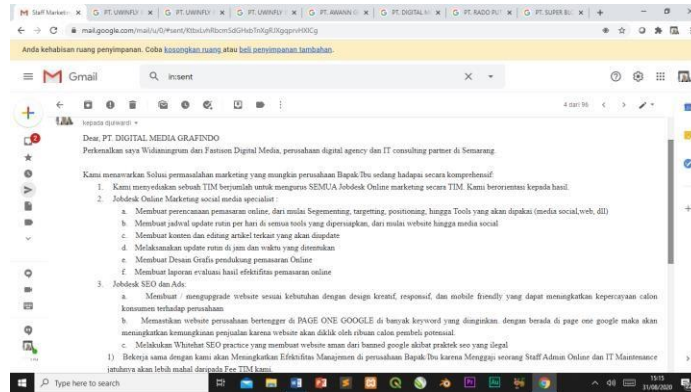 M Staff Market
G PT. UWINFLY
G PT. UWINFLY
G PT. UWINFLY
G PT. UWINFLY
G PT. AWANN G
G PT. DIGITAL M
G PT. RADO PUT
G PT. SUPER BU
Anda kehabisan ruang penyimpanan. Coba kosongkan ruang atau beli penyimpanan tambahan.
Gmail
in:sent
4 dari 96
Dear, PT. DIGITAL MEDIA GRAFINDO
Perkenalkan saya Widianingrum dari Fastison Digital Media, perusahaan digital agency dan IT consulting partner di Semarang.
Kami menawarkan Solusi permasalahan marketing yang mungkin perusahaan Bapak/Ibu sedang hadapai secara komprehensif:
1. Kami menyediakan sebuah TIM berjumlah untuk mengurus SEMUA Jobdesk Online marketing secara TIM. Kami berorientasi kepada hasil.
2. Jobdesk Online Marketing social media specialist :
a. Membuat perencanaan pemasaran online, dari mulai Segementing, targetting, positioning, hingga Tools yang akan dipakai (media social,web, dll)
b. Membuat jadwal update rutin per hari di semua tools yang dipersiapkan, dari mulai website hingga media social
c. Membuat konten dan editing artikel terkait yang akan diupdate
d. Melaksanakan update rutin di jam dan waktu yang ditentukan
e. Membuat Desain Grafis pendukung pemasaran Online
f. Membuat laporan evaluasi hasil efektifitas pemasaran online
3. Jobdesk SEO dan Ads:
a. Membuat / mengupgrade website sesuai kebutuhan dengan design kreatif, responsif, dan mobile friendly yang dapat meningkatkan kepercayaan calon
konsumen terhadap perusahaan
b. Memastikan website perusahaan bertengger di PAGE ONE GOOGLE di banyak keyword yang diinginkan. dengan berada di page one google maka akan
meningkatkan kemungkinan penjualan karena website akan diklik oleh ribuan calon pembeli potensial.
c. Melakukan Whitehat SEO practice yang membuat website aman dari banned google akibat praktek seo yang ilegal
1) Bekerja sama dengan kami akan Meningkatkan Efektifitas Manajemen di perusahaan Bapak/Ibu karena Menggaji seorang Staff Admin Online dan IT Maintenance
jatuhnya akan lebih mahal daripada Fee TIM kami.
Type here to search
15:15
31/08/2020